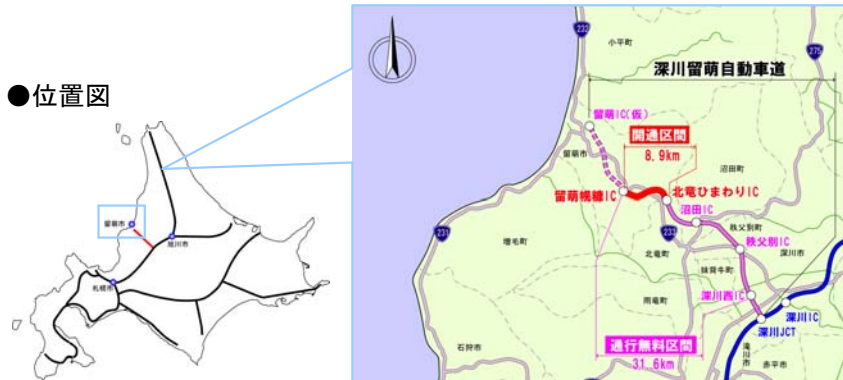 ●位置図
留萌市
旭川市
札幌市
232
小平町
275
深川留萌自動車道
留萌IC(仮)
開通区間
8.9km
留萌市
沼田町
留萌幌糠IC
北竜ひまわりIC
沼田IC
231
233
秩父別町
秩父別IC
増毛町
北竜町
深川市
妹背牛町
雨竜町
深川西IC
深川IC
深川JCT
通行無料区間
31.6km
石狩市
滝川市
赤平市